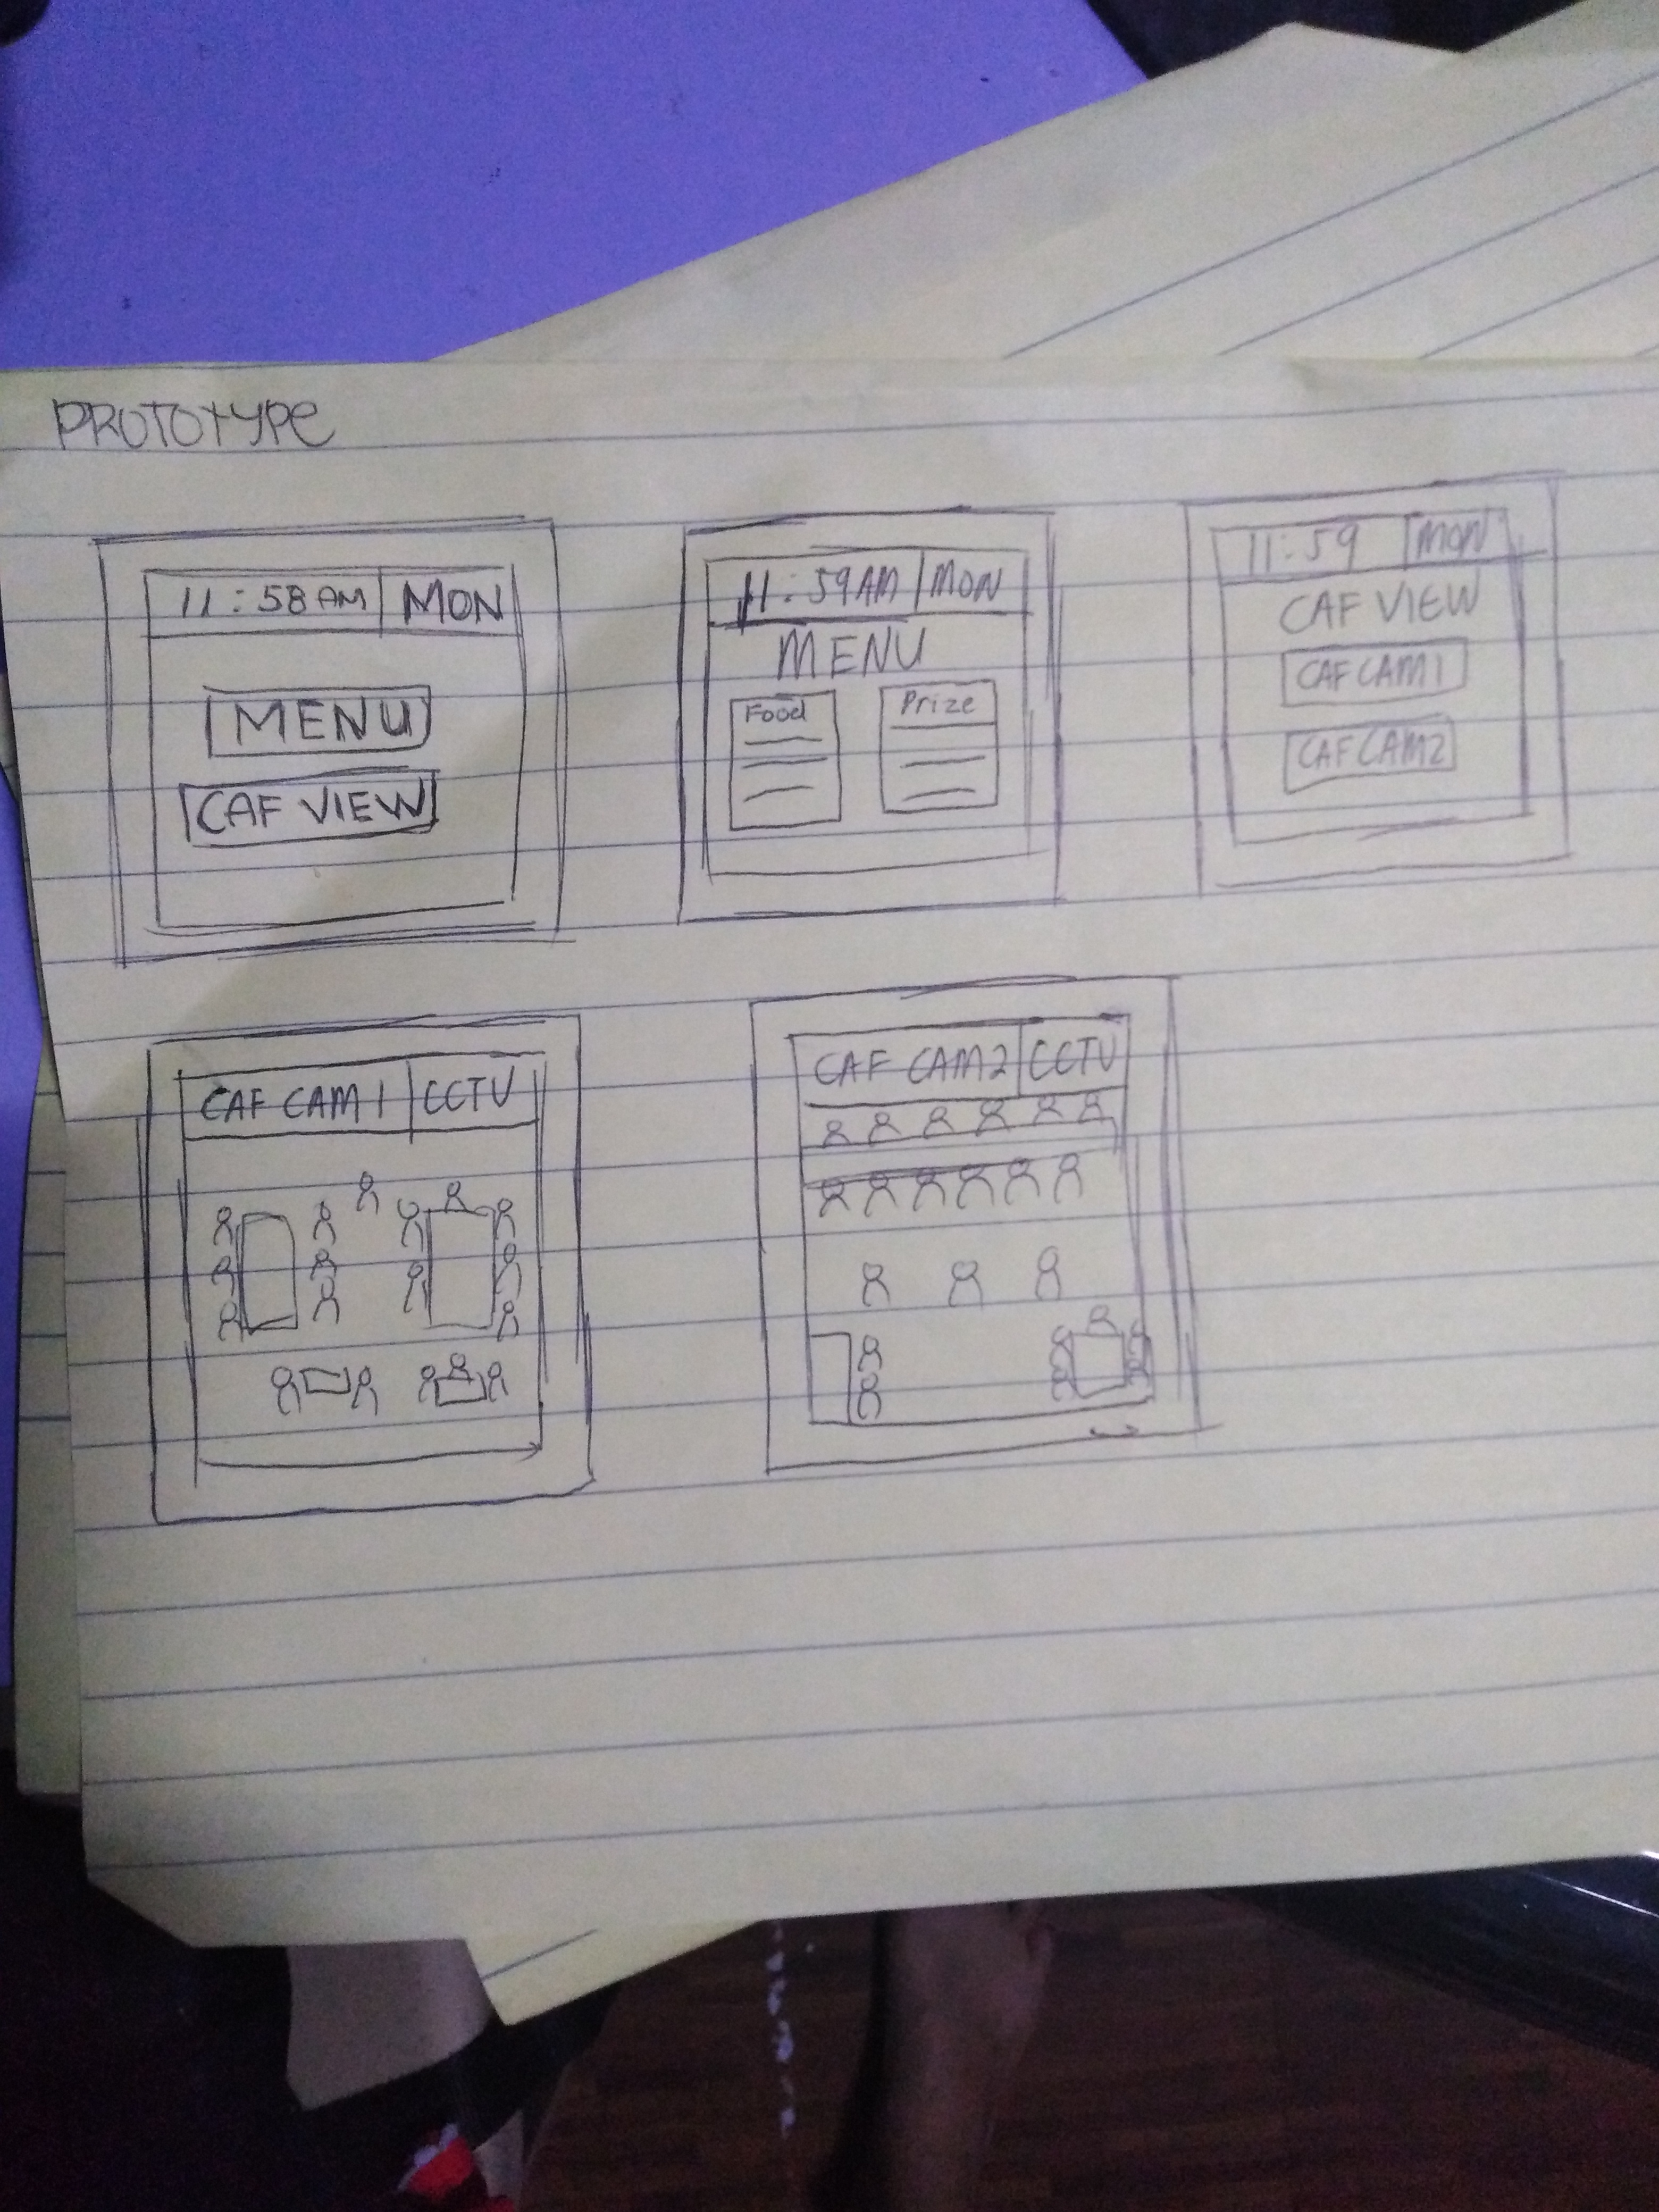 PROTOTYPE
11:58 AM MON
MENU
CAF VIEW
11:59AM MON
MENU
Food Prize
11:59 MON
CAF VIEW
CAF CAM1
CAF CAM2
CAF CAM 1 CCTV
CAF CAM2 CCTV